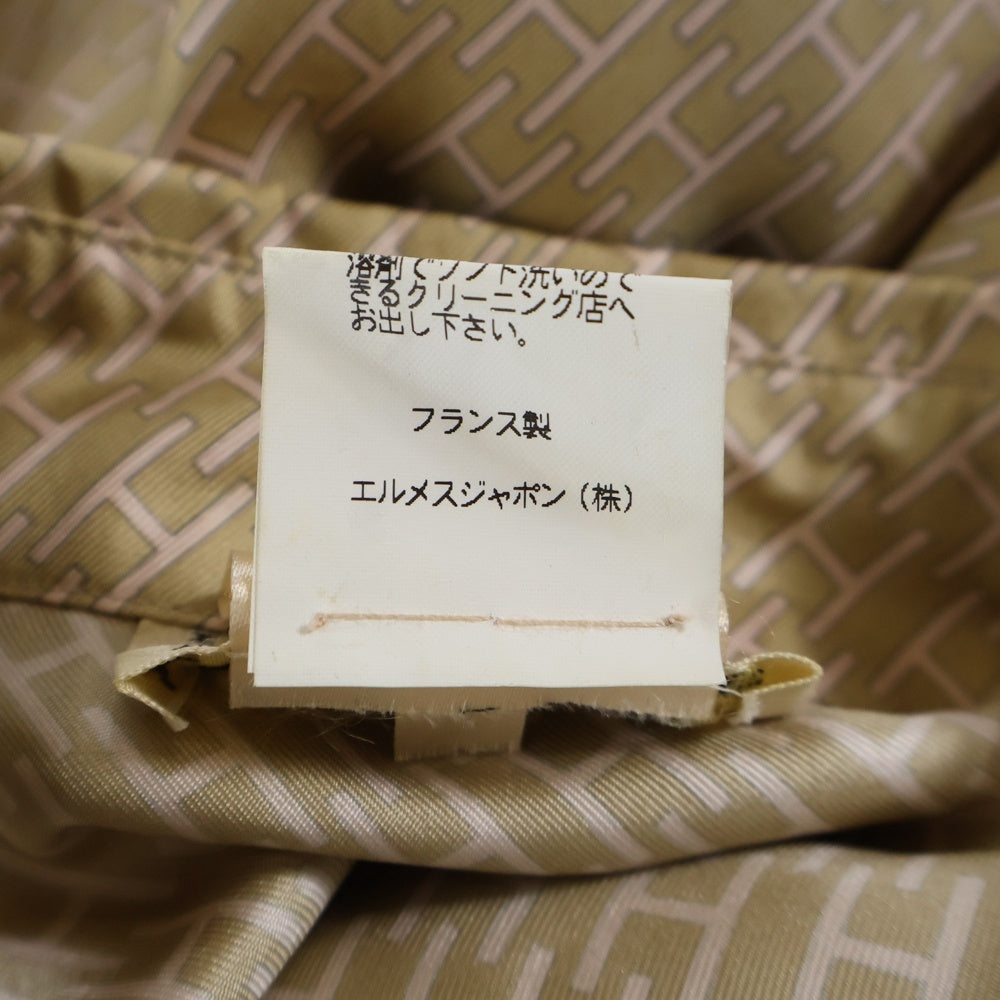 溶剤でソフト洗いので
きるクリーニング店へ
お出し下さい。
フランス製
エルメスジャポン（株）